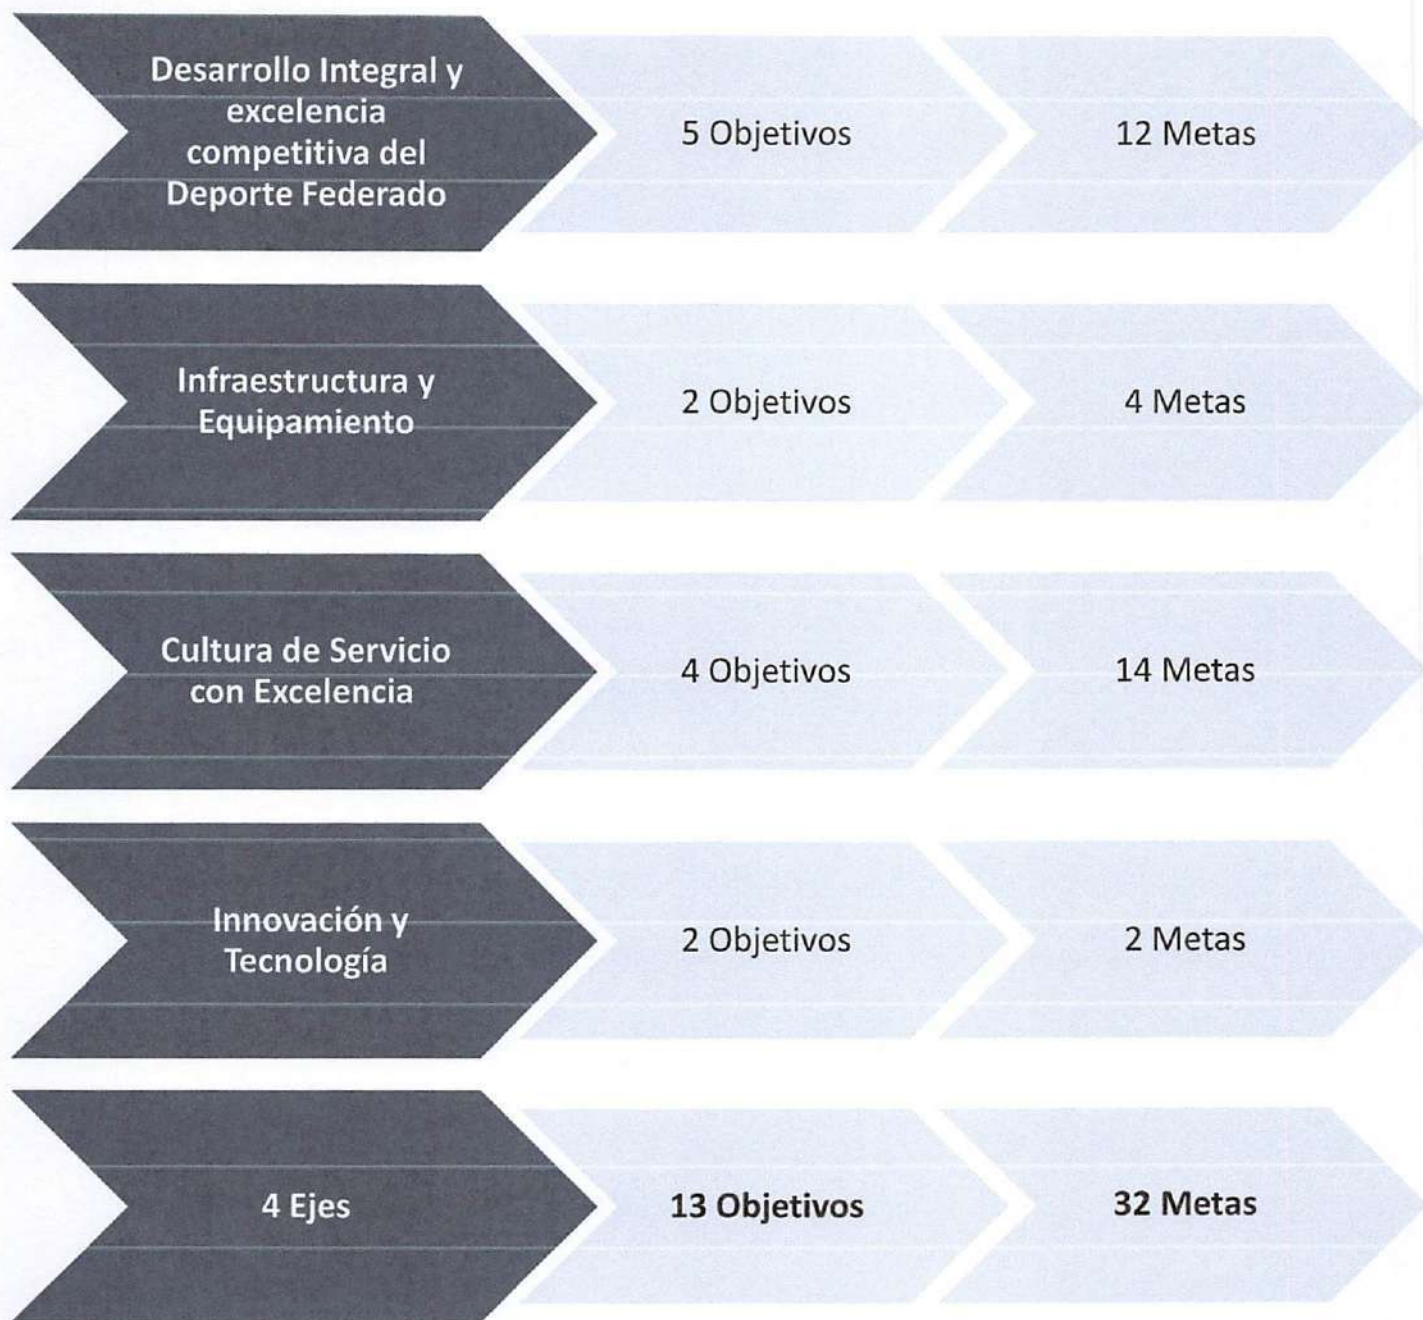 Desarrollo Integral y
excelencia
competitiva del
Deporte Federado
5 Objetivos
12 Metas
Infraestructura y
Equipamiento
2 Objetivos
4 Metas
Cultura de Servicio
con Excelencia
4 Objetivos
14 Metas
Innovación y
Tecnología
2 Objetivos
2 Metas
4 Ejes
13 Objetivos
32 Metas